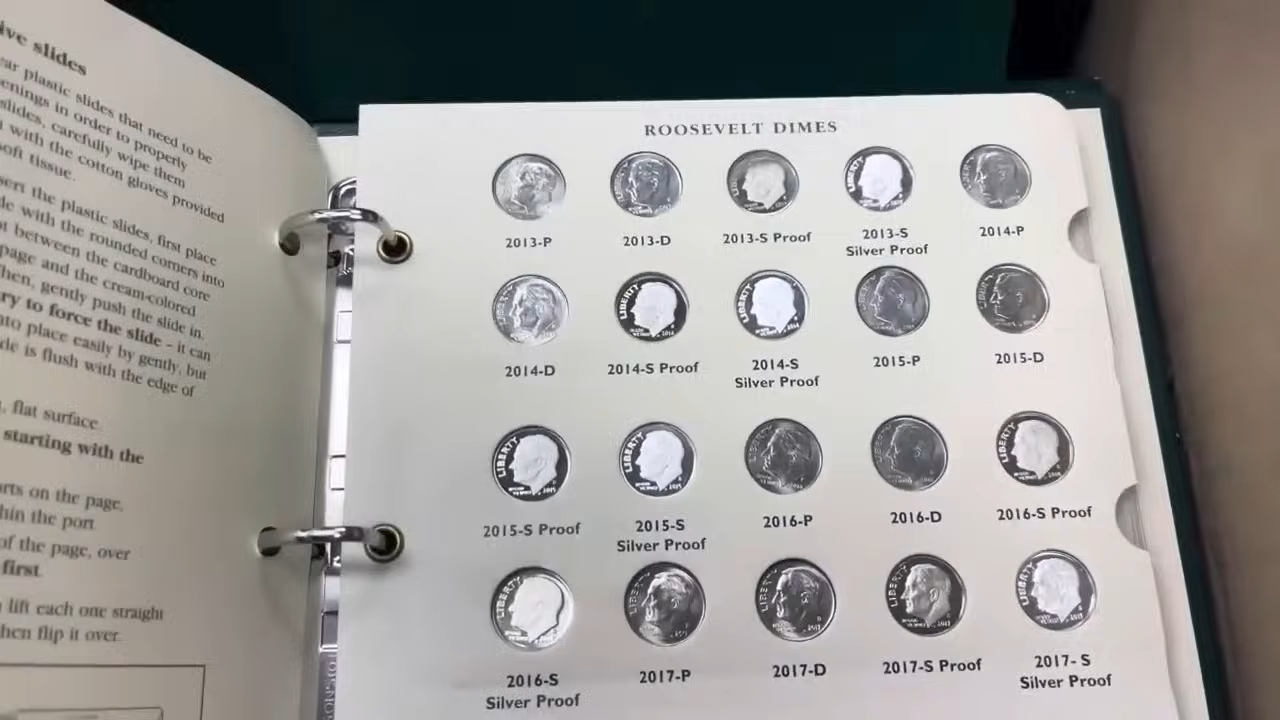 ive slides
ar plastic slides that need to be
enings in order to properly
slides, carefully wipe them
with the cotton gloves provided
oft tissue.
sert the plastic slides, first place
de with the rounded corners into
ot between the cardboard core
page and the cream-colored
hen, gently push the slide in.
ry to force the slide – it can
nto place easily by gently, but
de is flush with the edge of
, flat surface.
starting with the
arts on the page,
hin the port
of the page, over
first.
lift each one straight
hen flip it over.
ROOSEVELT DIMES
2013-P
2013-D
2013-S Proof
2013-S
Silver Proof
2014-P
2014-D
2014-S Proof
2014-S
Silver Proof
2015-P
2015-D
2015-S Proof
2015-S
Silver Proof
2016-P
2016-D
2016-S Proof
2016-S
Silver Proof
2017-P
2017-D
2017-S Proof
2017- S
Silver Proof